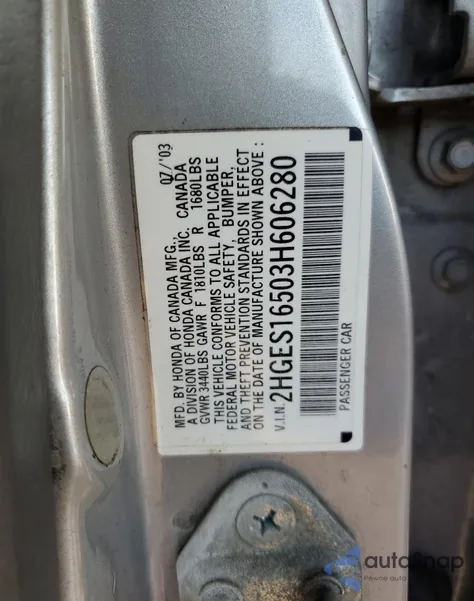 MFD. BY HONDA OF CANADA MFG., 07/'03
A DIVISION OF HONDA CANADA INC. CANADA
GVWR 3440LBS GAWR F 1810LBS R 1680LBS
THIS VEHICLE CONFORMS TO ALL APPLICABLE
FEDERAL MOTOR VEHICLE SAFETY, BUMPER,
AND THEFT PREVENTION STANDARDS IN EFFECT
ON THE DATE OF MANUFACTURE SHOWN ABOVE :
V.I.N. 2HGES16503H606280
PASSENGER CAR
autoSnap